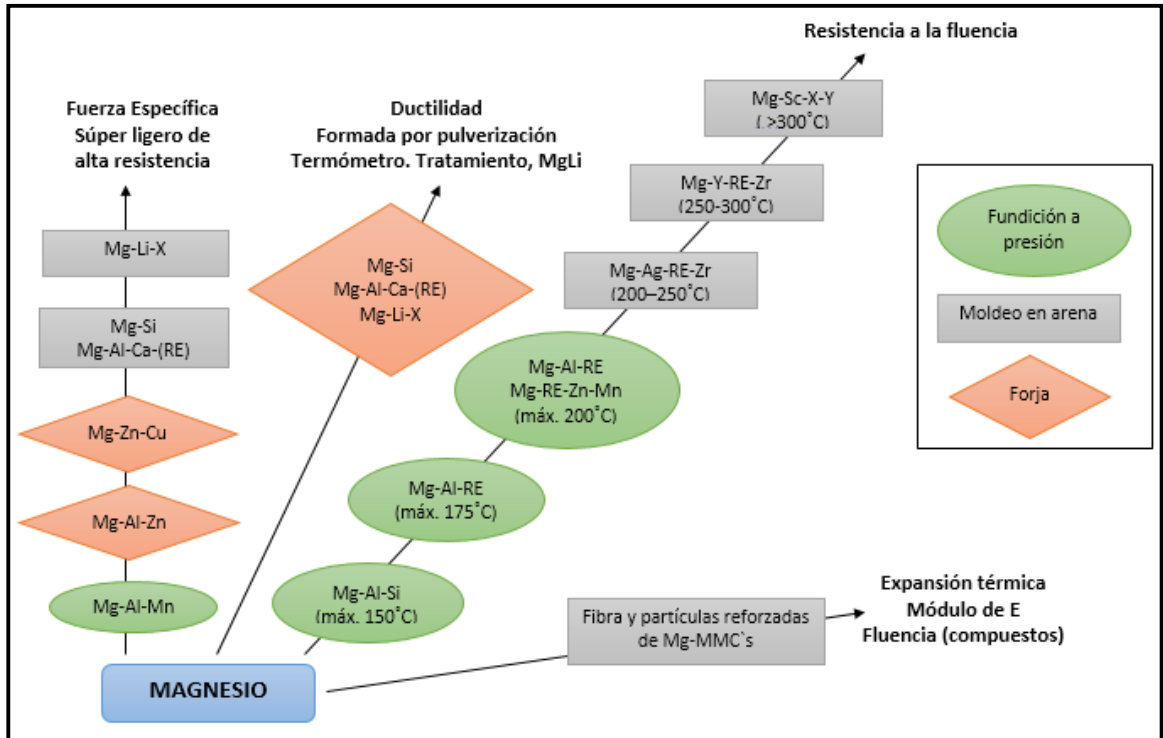 Resistencia a la fluencia
Fuerza Específica
Súper ligero de
alta resistencia
Ductilidad
Formada por pulverización
Termómetro. Tratamiento, MgLi
Mg-Sc-X-Y
( >300˚C)
Mg-Y-RE-Zr
(250-300˚C)
Mg-Ag-RE-Zr
(200–250˚C)
Mg-Li-X
Mg-Si
Mg-Al-Ca-(RE)
Mg-Zn-Cu
Mg-Al-Zn
Mg-Al-Mn
Mg-Si
Mg-Al-Ca-(RE)
Mg-Li-X
Mg-Al-RE
Mg-RE-Zn-Mn
(máx. 200˚C)
Mg-Al-RE
(máx. 175˚C)
Mg-Al-Si
(máx. 150˚C)
Fundición a
presión
Moldeo en arena
Forja
Fibra y partículas reforzadas
de Mg-MMC`s
Expansión térmica
Módulo de E
Fluencia (compuestos)
MAGNESIO